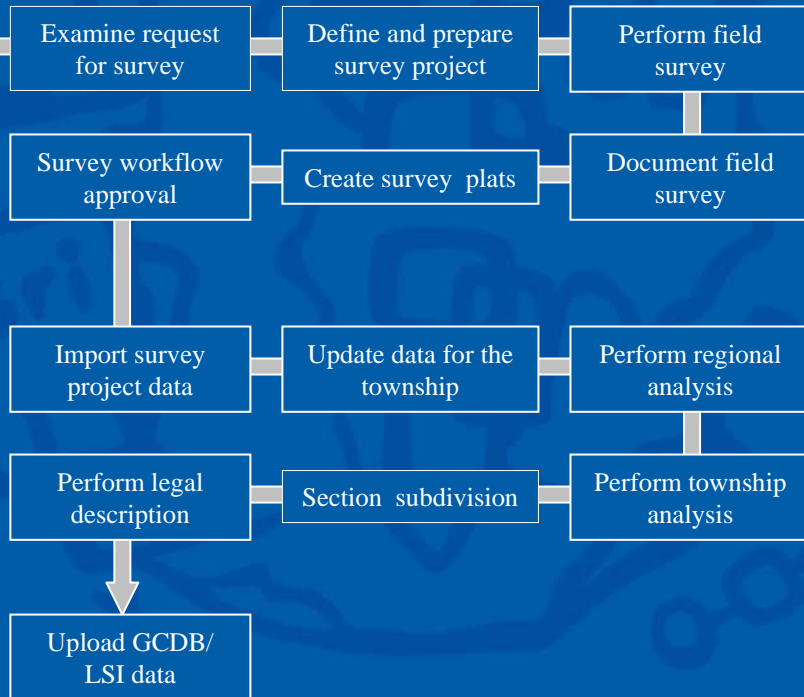 Examine request
for survey
Define and prepare
survey project
Perform field
survey
Survey workflow
approval
Create survey plats
Document field
survey
Import survey
project data
Update data for the
township
Perform regional
analysis
Perform legal
description
Section subdivision
Perform township
analysis
Upload GCDB/
LSI data